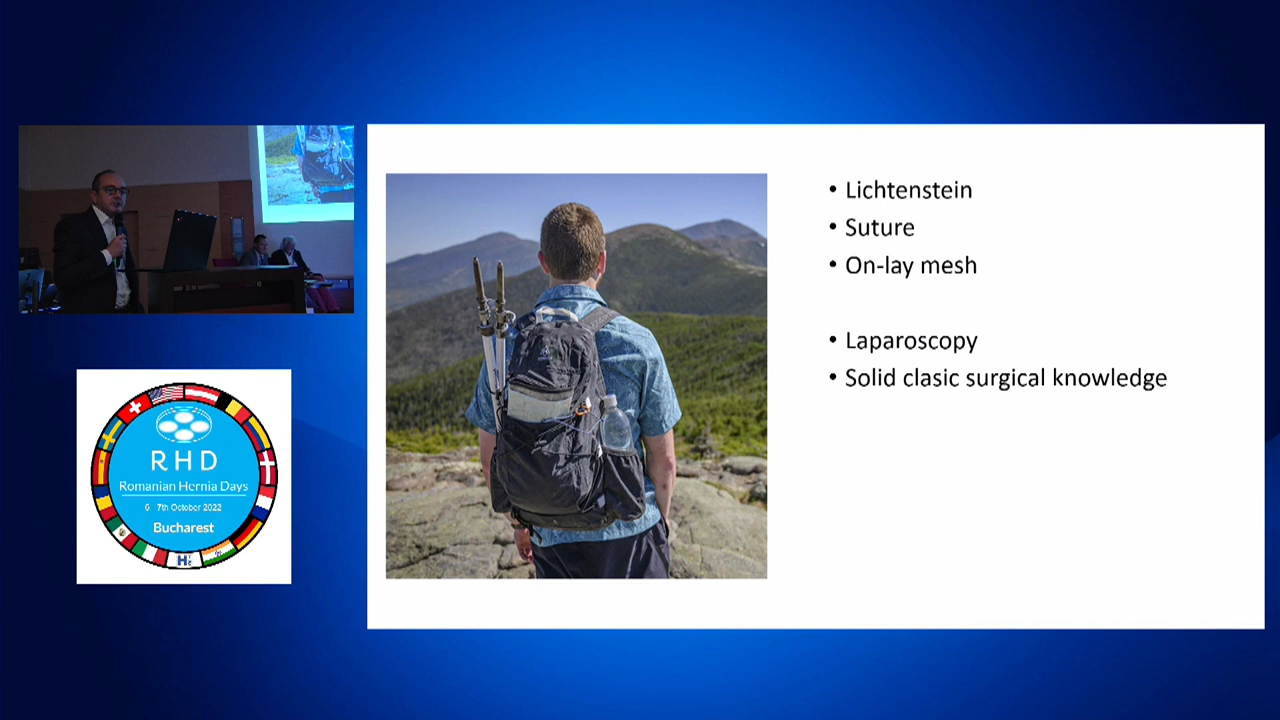 • Lichtenstein
• Suture
• On-lay mesh
• Laparoscopy
• Solid clasic surgical knowledge
RHD
Romanian Hernia Days
6 7th October 2022
Bucharest